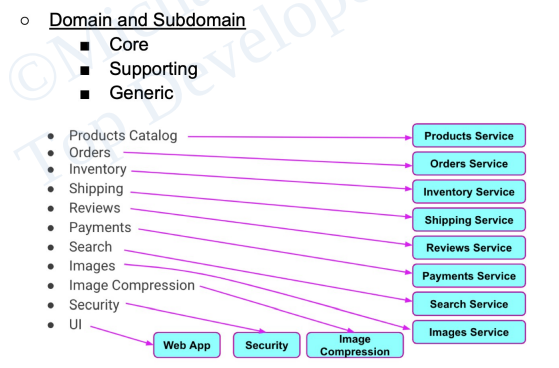 Domain and Subdomain
Core
Supporting
Generic
Products Catalog
Orders
Inventory
Shipping
Reviews
Payments
Search
Images
Image Compression
Security
UI
Products Service
Orders Service
Inventory Service
Shipping Service
Reviews Service
Payments Service
Search Service
Images Service
Web App
Security
Image
Compression